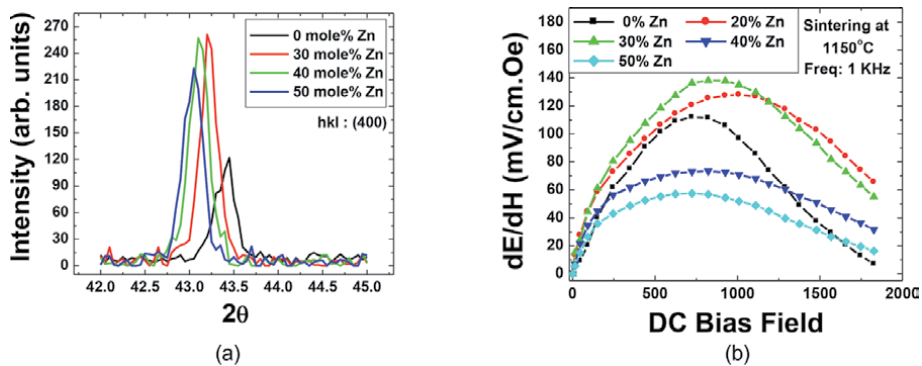 Intensity (arb. units)
270
240
210
180
150
120
90
60
30
0
0 mole% Zn
30 mole% Zn
40 mole% Zn
50 mole% Zn
hkl : (400)
42.0 42.5 43.0 43.5 44.0 44.5 45.0
2θ
(a)
dE/dH (mV/cm.Oe)
200
180
160
140
120
100
80
60
40
20
0
0% Zn 20% Zn
30% Zn 40% Zn
50% Zn
Sintering at
1150°C
Freq: 1 KHz
0 500 1000 1500 2000
DC Bias Field
(b)